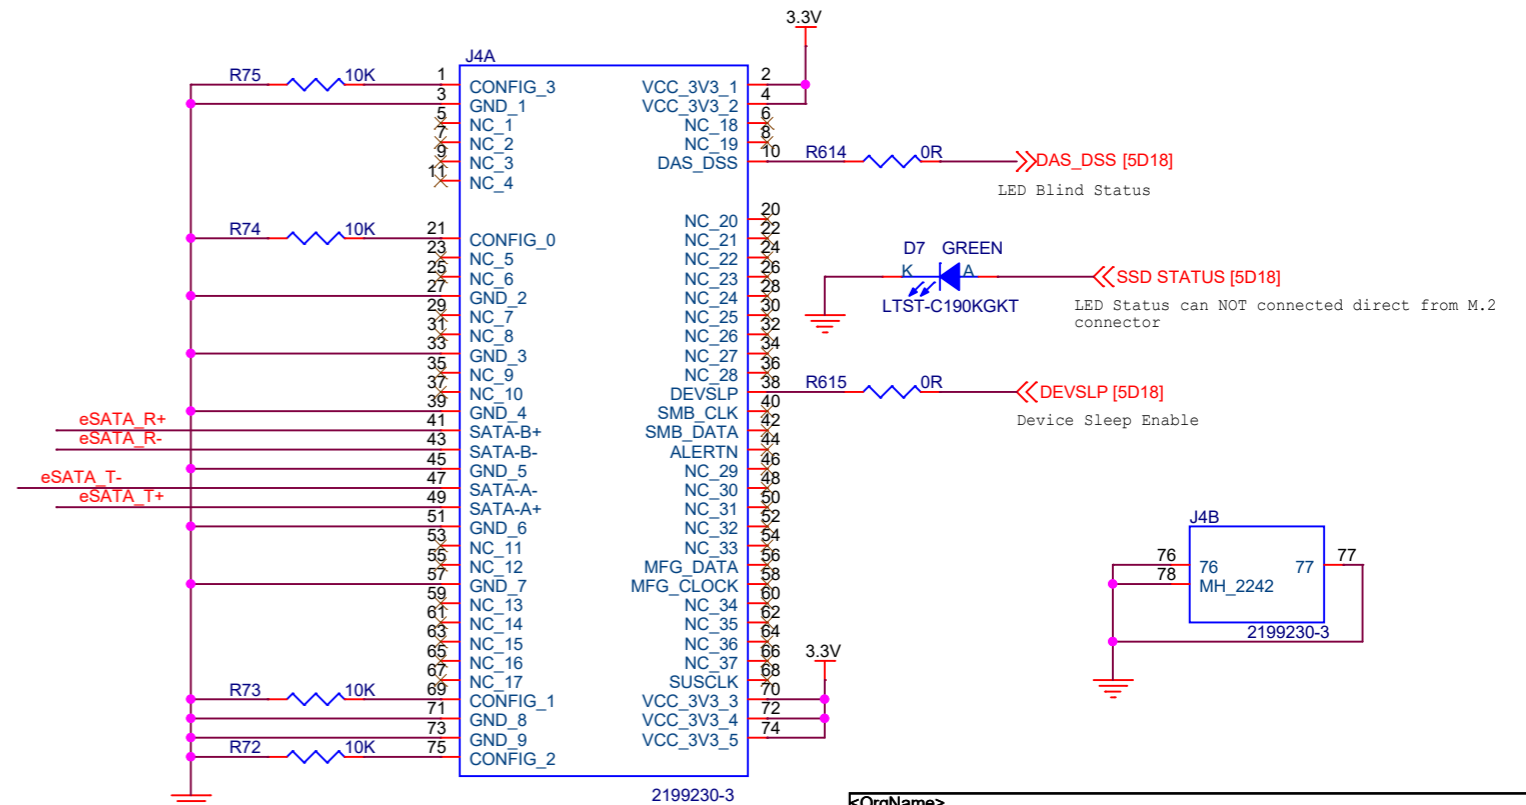 3.3V
J4A
R75 10K 1 CONFIG_3 VCC_3V3_1 2
3 GND_1 VCC_3V3_2 4
5 NC_1 NC_18 6
7 NC_2 NC_19 8
9 NC_3 DAS_DSS 10 R614 0R DAS_DSS [5D18]
11 NC_4
LED Blind Status
NC_20 20
R74 10K 21 CONFIG_0 NC_21 22
23 NC_5 NC_22 24
25 NC_6 NC_23 26
27 GND_2 NC_24 28
29 NC_7 NC_25 30
31 NC_8 NC_26 32
33 GND_3 NC_27 34
35 NC_9 NC_28 36
37 NC_10 DEVSLP 38 R615 0R DEVSLP [5D18]
D7 GREEN
K A SSD STATUS [5D18]
LTST-C190KGKT
LED Status can NOT connected direct from M.2
connector
Device Sleep Enable
39 GND_4 SMB_CLK 40
eSATA_R+ 41 SATA-B+ SMB_DATA 42
eSATA_R- 43 SATA-B- ALERTN 44
45 GND_5 NC_29 46
eSATA_T- 47 SATA-A- NC_30 48
eSATA_T+ 49 SATA-A+ NC_31 50
51 GND_6 NC_32 52
53 NC_11 NC_33 54
55 NC_12 MFG_DATA 56
57 GND_7 MFG_CLOCK 58
59 NC_13 NC_34 60
61 NC_14 NC_35 62
63 NC_15 NC_36 64
65 NC_16 NC_37 66
67 NC_17 SUSCLK 68
3.3V
R73 10K 69 CONFIG_1 VCC_3V3_3 70
71 GND_8 VCC_3V3_4 72
73 GND_9 VCC_3V3_5 74
R72 10K 75 CONFIG_2
2199230-3
J4B
76 76 77 77
78 MH_2242
2199230-3
<OrgName>